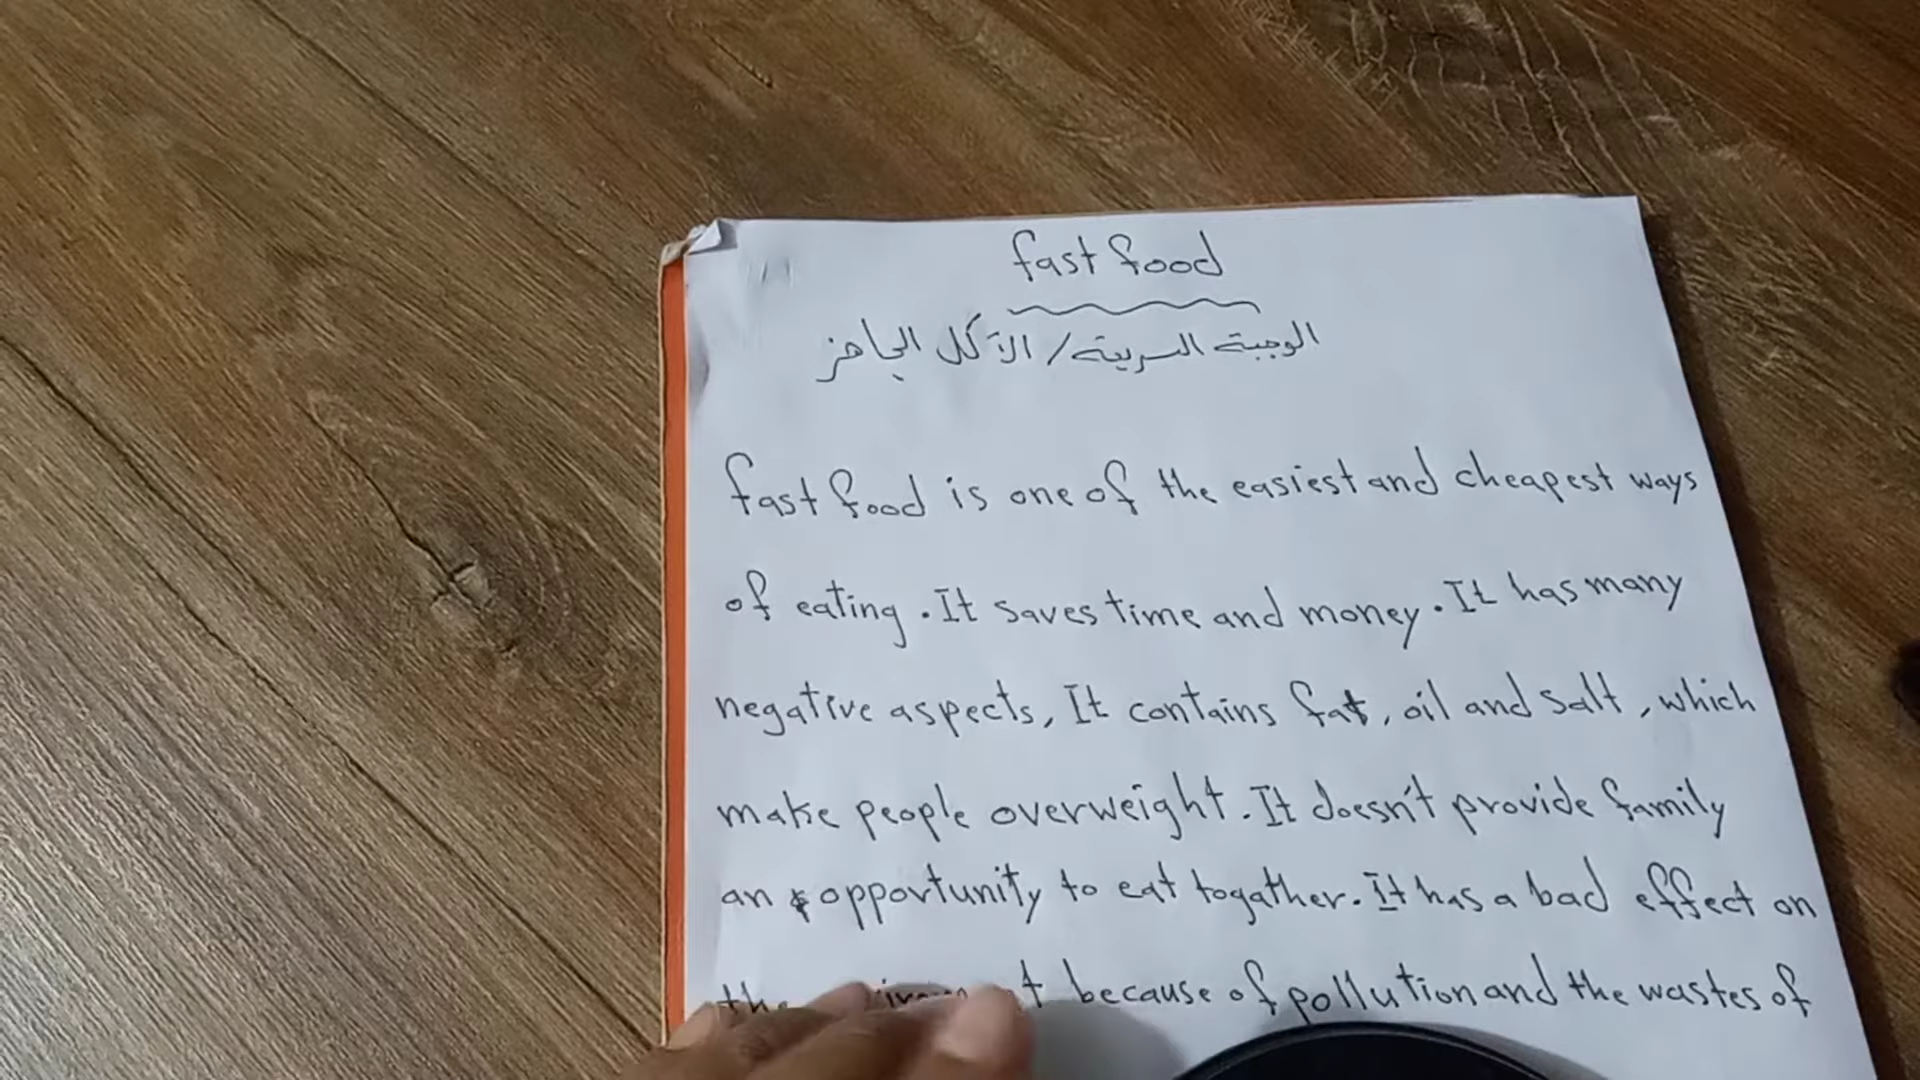 fast food
الوجبة السريعة / الأكل الجاهز
fast food is one of the easiest and cheapest ways
of eating. It saves time and money. It has many
negative aspects, It contains fat, oil and salt, which
make people overweight. It doesn't provide family
an opportunity to eat togather. It has a bad effect on
the because of pollution and the wastes of